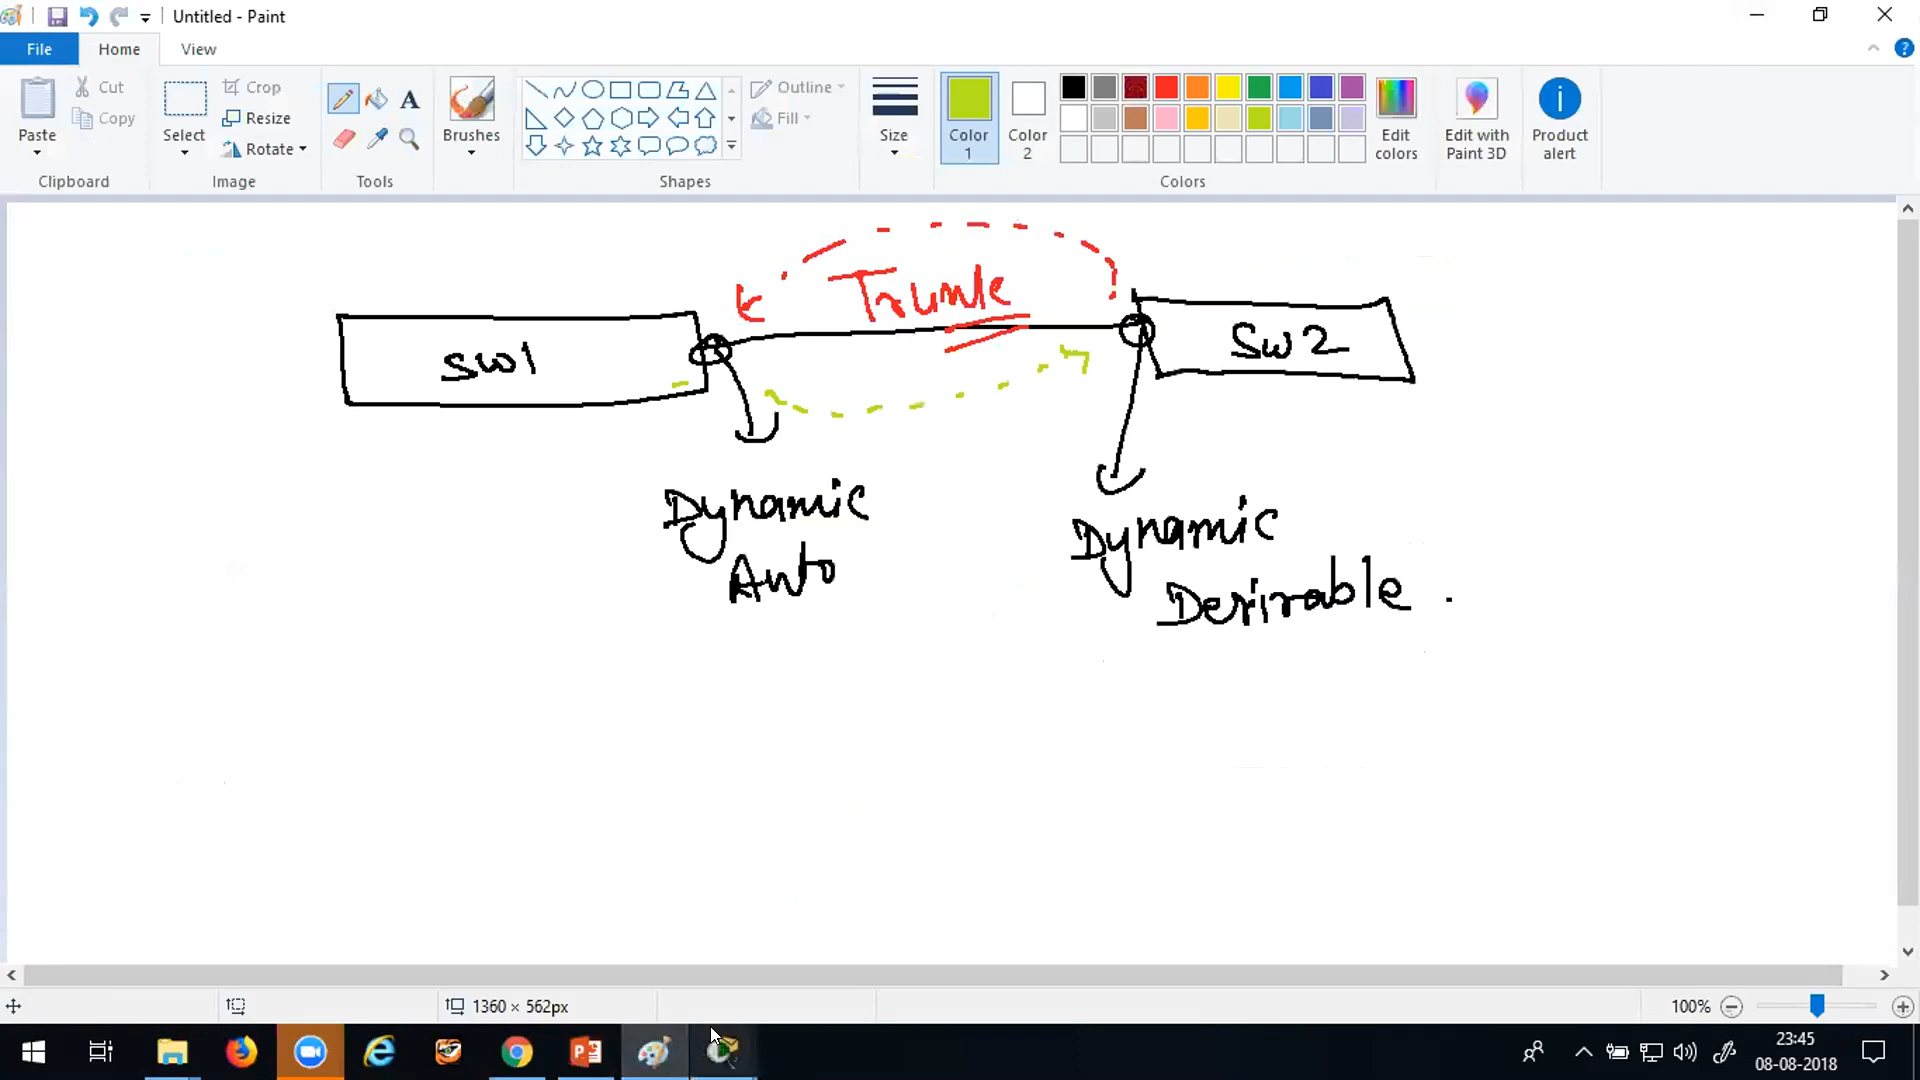 Untitled - Paint
File
Home
View
Paste
Cut
Copy
Clipboard
Select
Crop
Resize
Rotate
Image
A
Tools
Brushes
Outline
Fill
Shapes
Size
Color 1
Color 2
Edit colors
Colors
Edit with Paint 3D
Product alert
Trunk
SW1
SW2
Dynamic
Auto
Dynamic
Desirable .
1360 × 562px
100%
23:45
08-08-2018